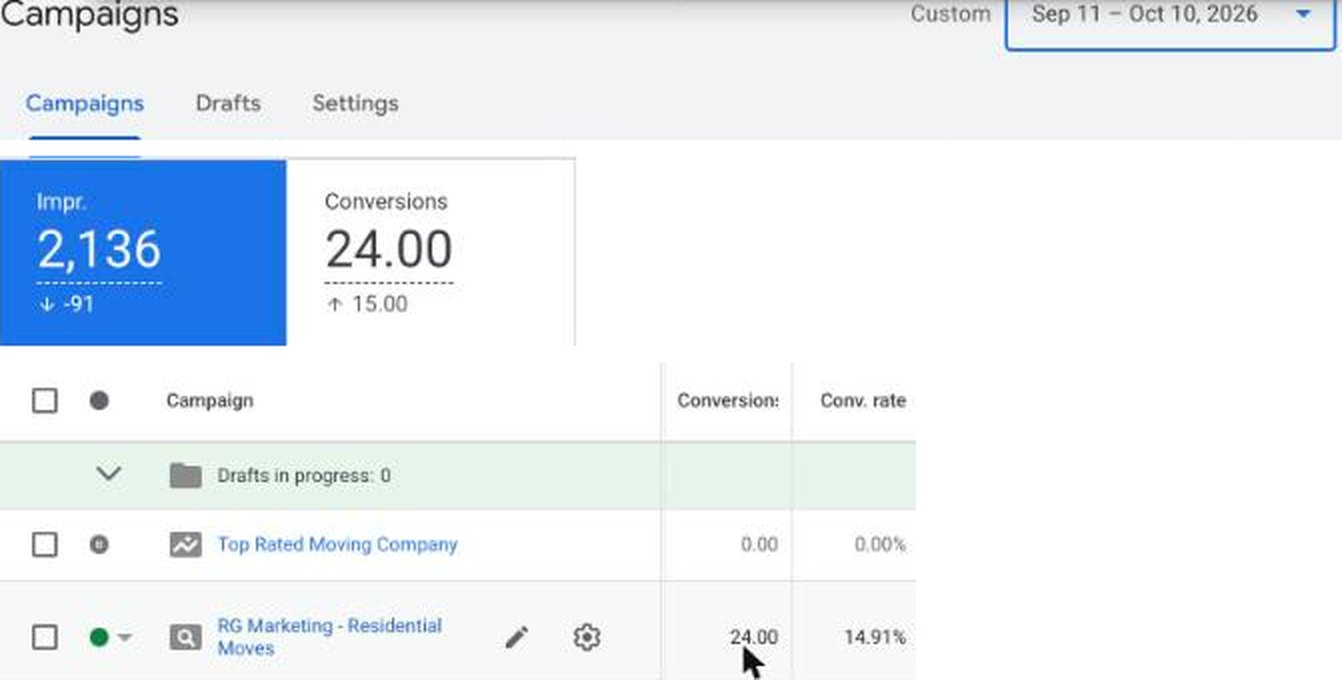 Campaigns
Custom
Sep 11 – Oct 10, 2026
Campaigns
Drafts
Settings
Impr.
2,136
-91
Conversions
24.00
15.00
Campaign
Conversions
Conv. rate
Drafts in progress: 0
Top Rated Moving Company
0.00
0.00%
RG Marketing - Residential
Moves
24.00
14.91%